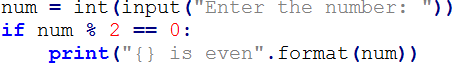 num = int(input("Enter the number: "))
if num % 2 == 0:
    print("{} is even".format(num))